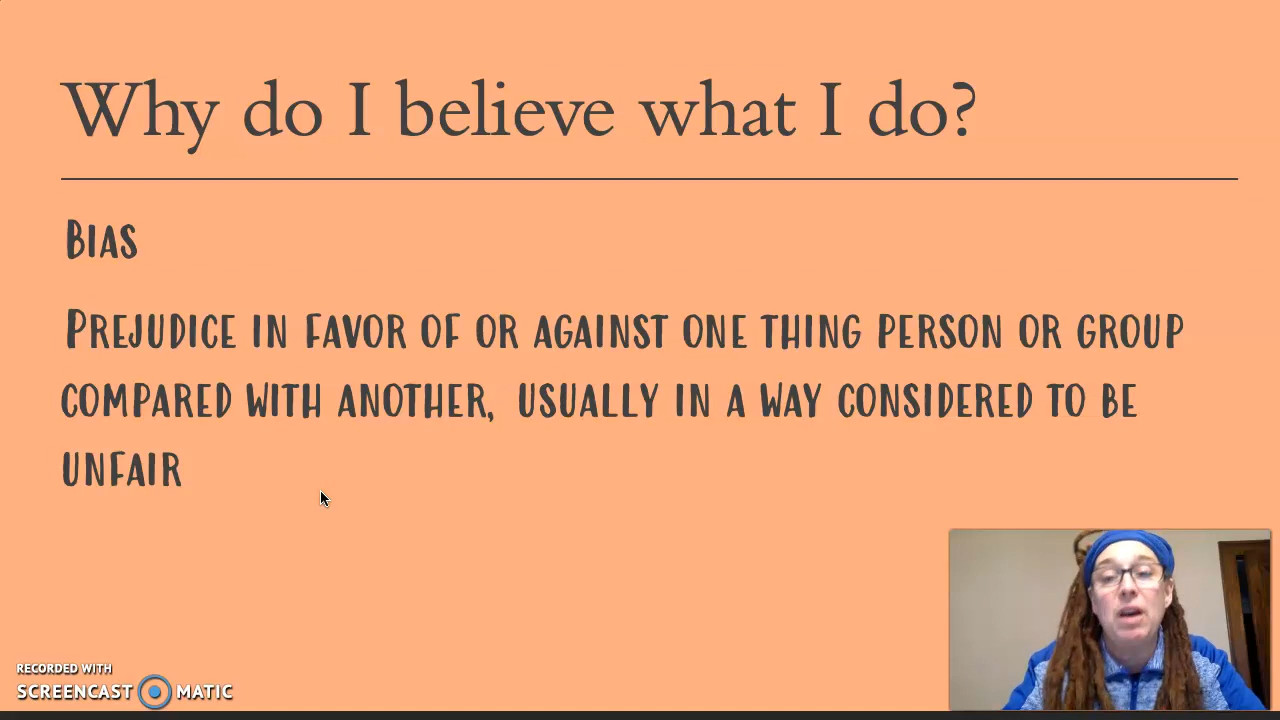 Why do I believe what I do?
Bias
Prejudice in favor of or against one thing person or group
compared with another, usually in a way considered to be
unfair
RECORDED WITH
SCREENCAST MATIC